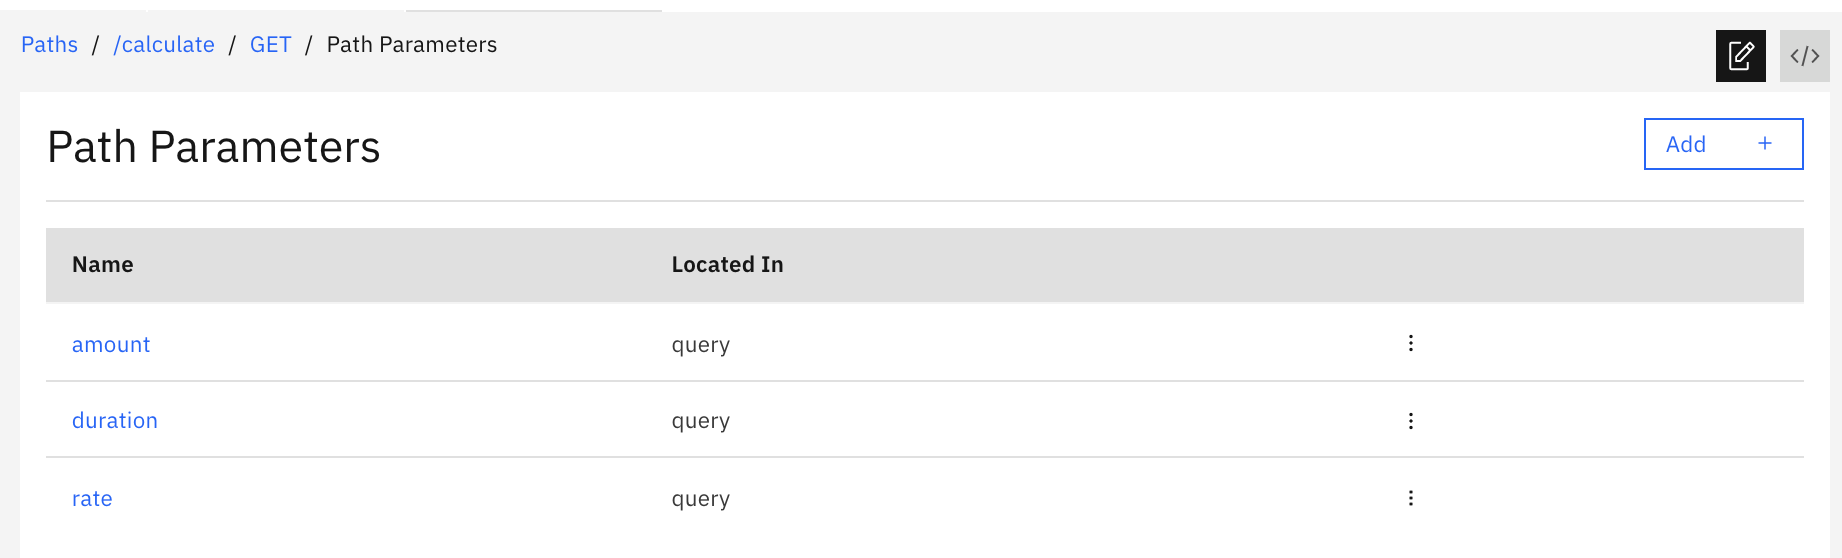 Paths / /calculate / GET / Path Parameters
</>
Path Parameters
Add +
Name Located In
amount query
duration query
rate query